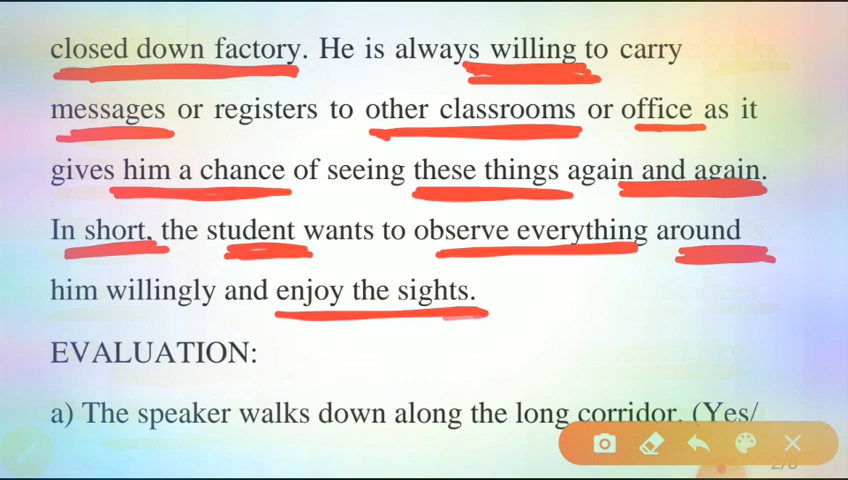 closed down factory. He is always willing to carry
messages or registers to other classrooms or office as it
gives him a chance of seeing these things again and again.
In short, the student wants to observe everything around
him willingly and enjoy the sights.
EVALUATION:
a) The speaker walks down along the long corridor. (Yes/
2/8